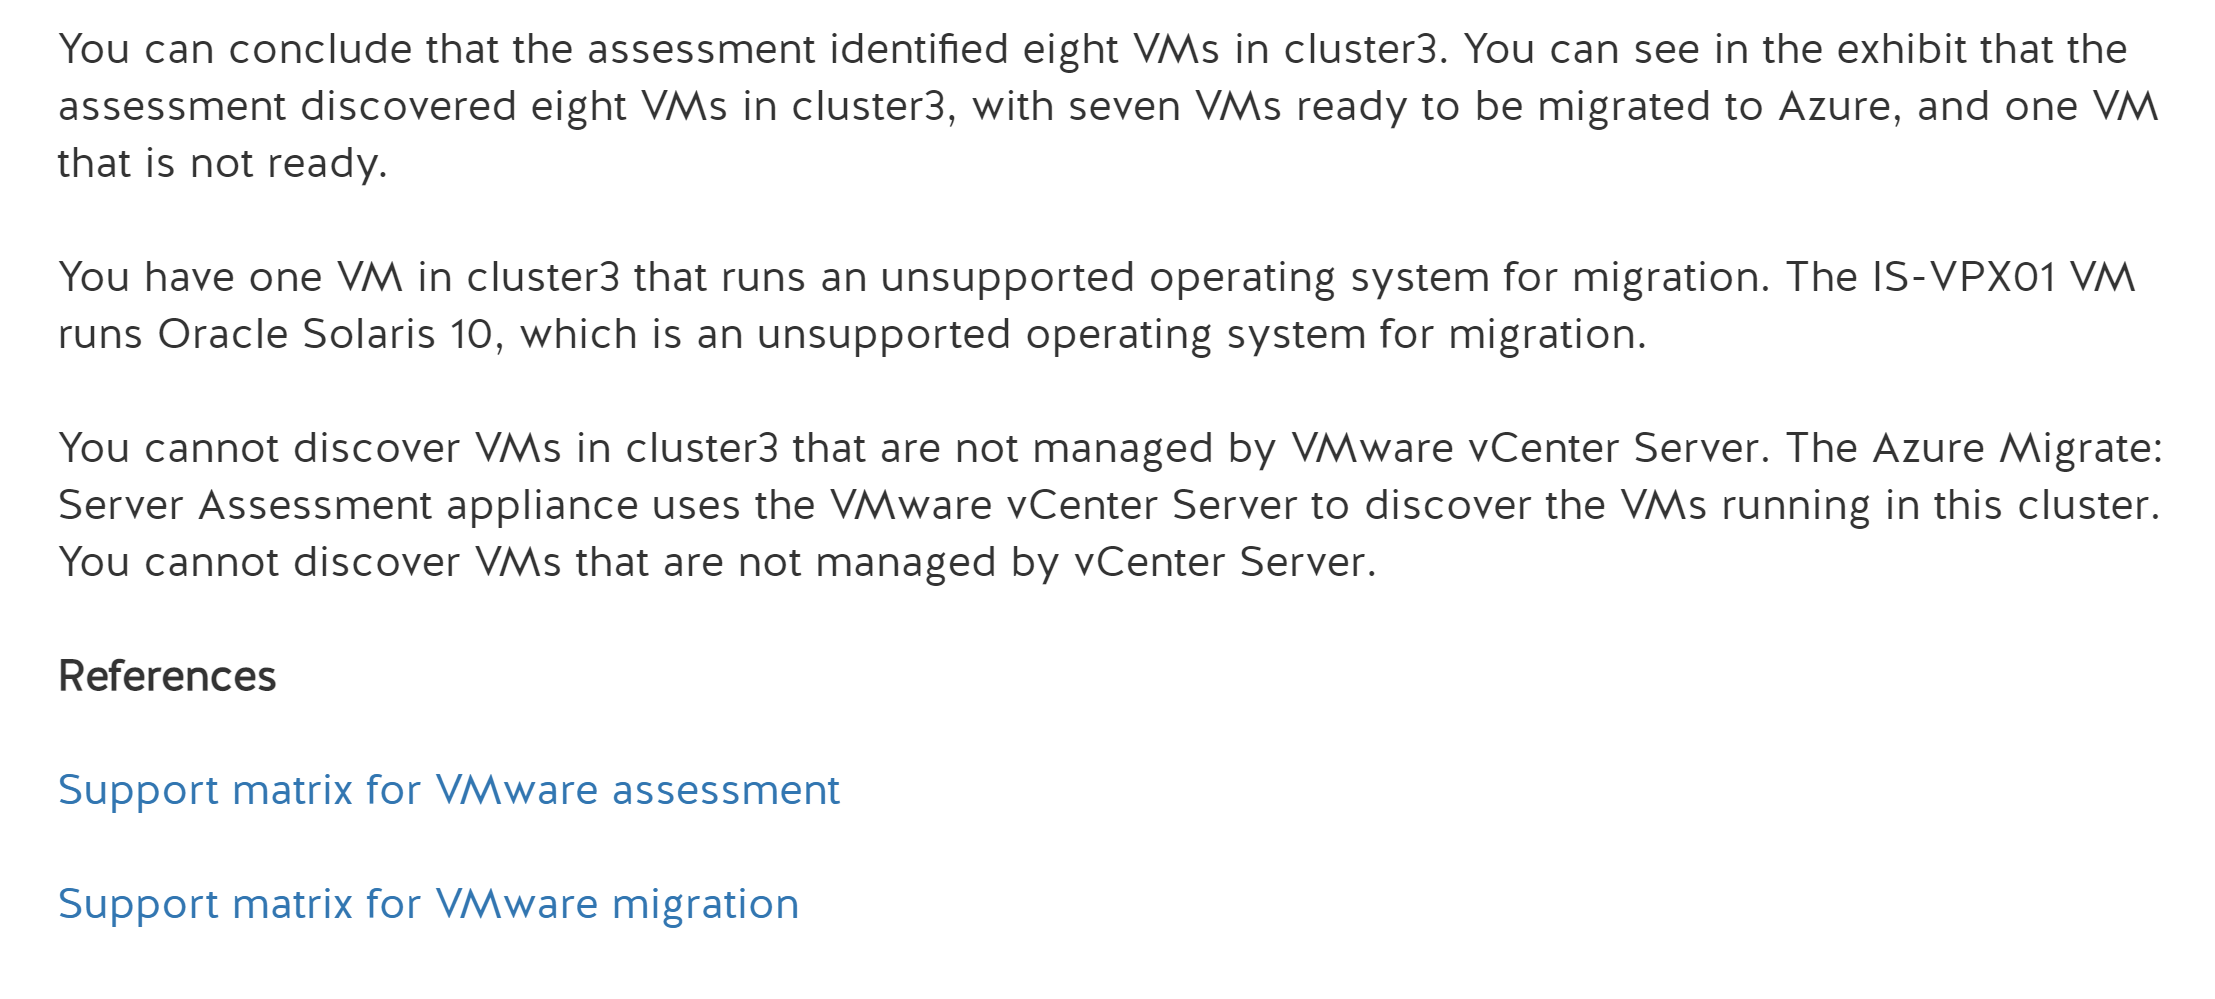 You can conclude that the assessment identified eight VMs in cluster3. You can see in the exhibit that the
assessment discovered eight VMs in cluster3, with seven VMs ready to be migrated to Azure, and one VM
that is not ready.
You have one VM in cluster3 that runs an unsupported operating system for migration. The IS-VPX01 VM
runs Oracle Solaris 10, which is an unsupported operating system for migration.
You cannot discover VMs in cluster3 that are not managed by VMware vCenter Server. The Azure Migrate:
Server Assessment appliance uses the VMware vCenter Server to discover the VMs running in this cluster.
You cannot discover VMs that are not managed by vCenter Server.
References
Support matrix for VMware assessment
Support matrix for VMware migration